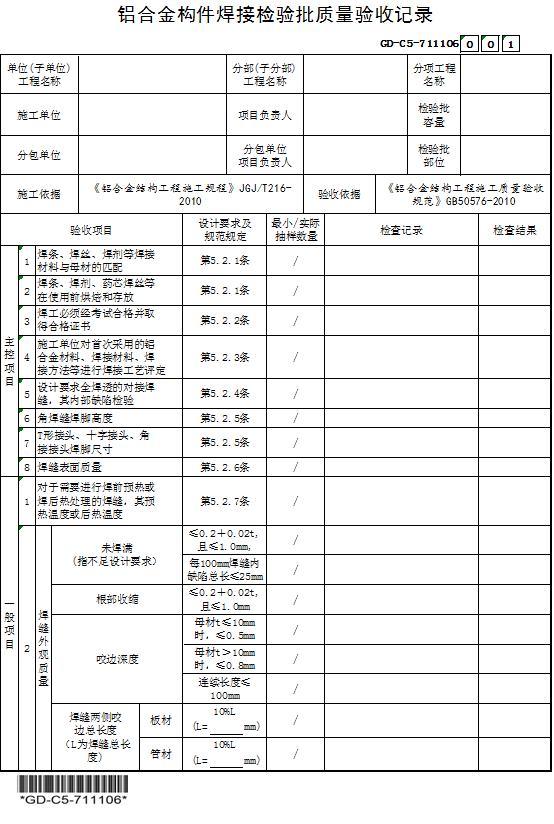 铝合金构件焊接检验批质量验收记录
GD-C5-711106 0 0 1
单位(子单位)
工程名称
分部(子分部)
工程名称
分项工程
名称
施工单位
项目负责人
检验批
容量
分包单位
分包单位
项目负责人
检验批
部位
施工依据
《铝合金结构工程施工规程》JGJ/T216-
2010
验收依据
《铝合金结构工程施工质量验收
规范》GB50576-2010
验收项目
设计要求及
规范规定
最小/实际
抽样数量
检查记录
检查结果
主
控
项
目
1
焊条、焊丝、焊剂等焊接
材料与母材的匹配
第5.2.1条
/
2
焊条、焊剂、药芯焊丝等
在使用前烘焙和存放
第5.2.1条
/
3
焊工必须经考试合格并取
得合格证书
第5.2.2条
/
4
施工单位对首次采用的铝
合金材料、焊接材料、焊
接方法等进行焊接工艺评定
第5.2.3条
/
5
设计要求全焊透的对接焊
缝，其内部缺陷检验
第5.2.4条
/
6
角焊缝焊脚高度
第5.2.5条
/
7
T形接头、十字接头、角
接接头焊脚尺寸
第5.2.5条
/
8
焊缝表面质量
第5.2.6条
/
一
般
项
目
1
对于需要进行焊前预热或
焊后热处理的焊缝，其预
热温度或后热温度
第5.2.7条
/
2
焊
缝
外
观
质
量
未焊满
（指不足设计要求）
≤0.2＋0.02t，
且≤1.0mm，
/
每100mm焊缝内
缺陷总长≤25mm
/
根部收缩
≤0.2＋0.02t，
且≤1.0mm
/
咬边深度
母材t≤10mm
时，≤0.5mm
/
母材t＞10mm
时，≤0.8mm
/
连续长度≤
100mm
/
焊缝两侧咬
边总长度
（L为焊缝总长
度）
板材
10%L
(L=____mm)
/
管材
10%L
(L=____mm)
/
*GD-C5-711106*